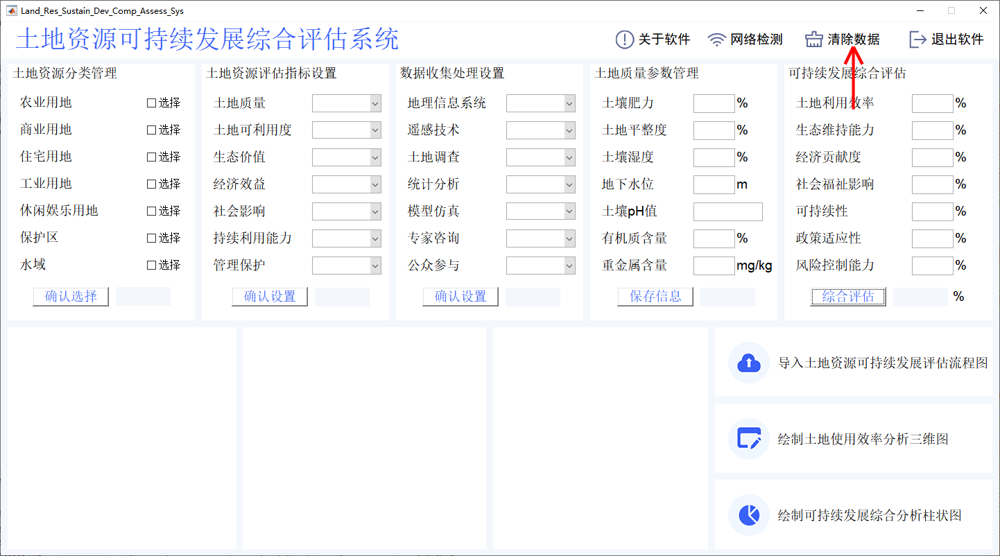 Land_Res_Sustain_Dev_Comp_Assess_Sys
土地资源可持续发展综合评估系统
关于软件
网络检测
清除数据
退出软件
土地资源分类管理
农业用地 选择
商业用地 选择
住宅用地 选择
工业用地 选择
休闲娱乐用地 选择
保护区 选择
水域 选择
确认选择
土地资源评估指标设置
土地质量
土地可利用度
生态价值
经济效益
社会影响
持续利用能力
管理保护
确认设置
数据收集处理设置
地理信息系统
遥感技术
土地调查
统计分析
模型仿真
专家咨询
公众参与
确认设置
土地质量参数管理
土壤肥力 %
土地平整度 %
土壤湿度 %
地下水位 m
土壤pH值
有机质含量 %
重金属含量 mg/kg
保存信息
可持续发展综合评估
土地利用效率 %
生态维持能力 %
经济贡献度 %
社会福祉影响 %
可持续性 %
政策适应性 %
风险控制能力 %
综合评估 %
导入土地资源可持续发展评估流程图
绘制土地使用效率分析三维图
绘制可持续发展综合分析柱状图